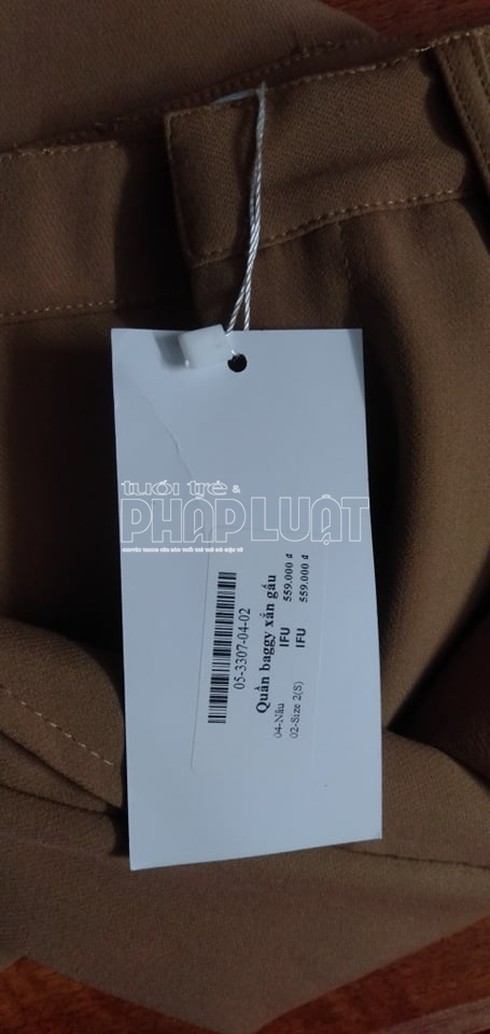 tuổi trẻ &
PHÁP LUẬT
05-3307-04-02
Quần baggy xắn gấu
04-Nâu IFU 559.000 đ
02-Size 2(S) IFU 559.000 đ